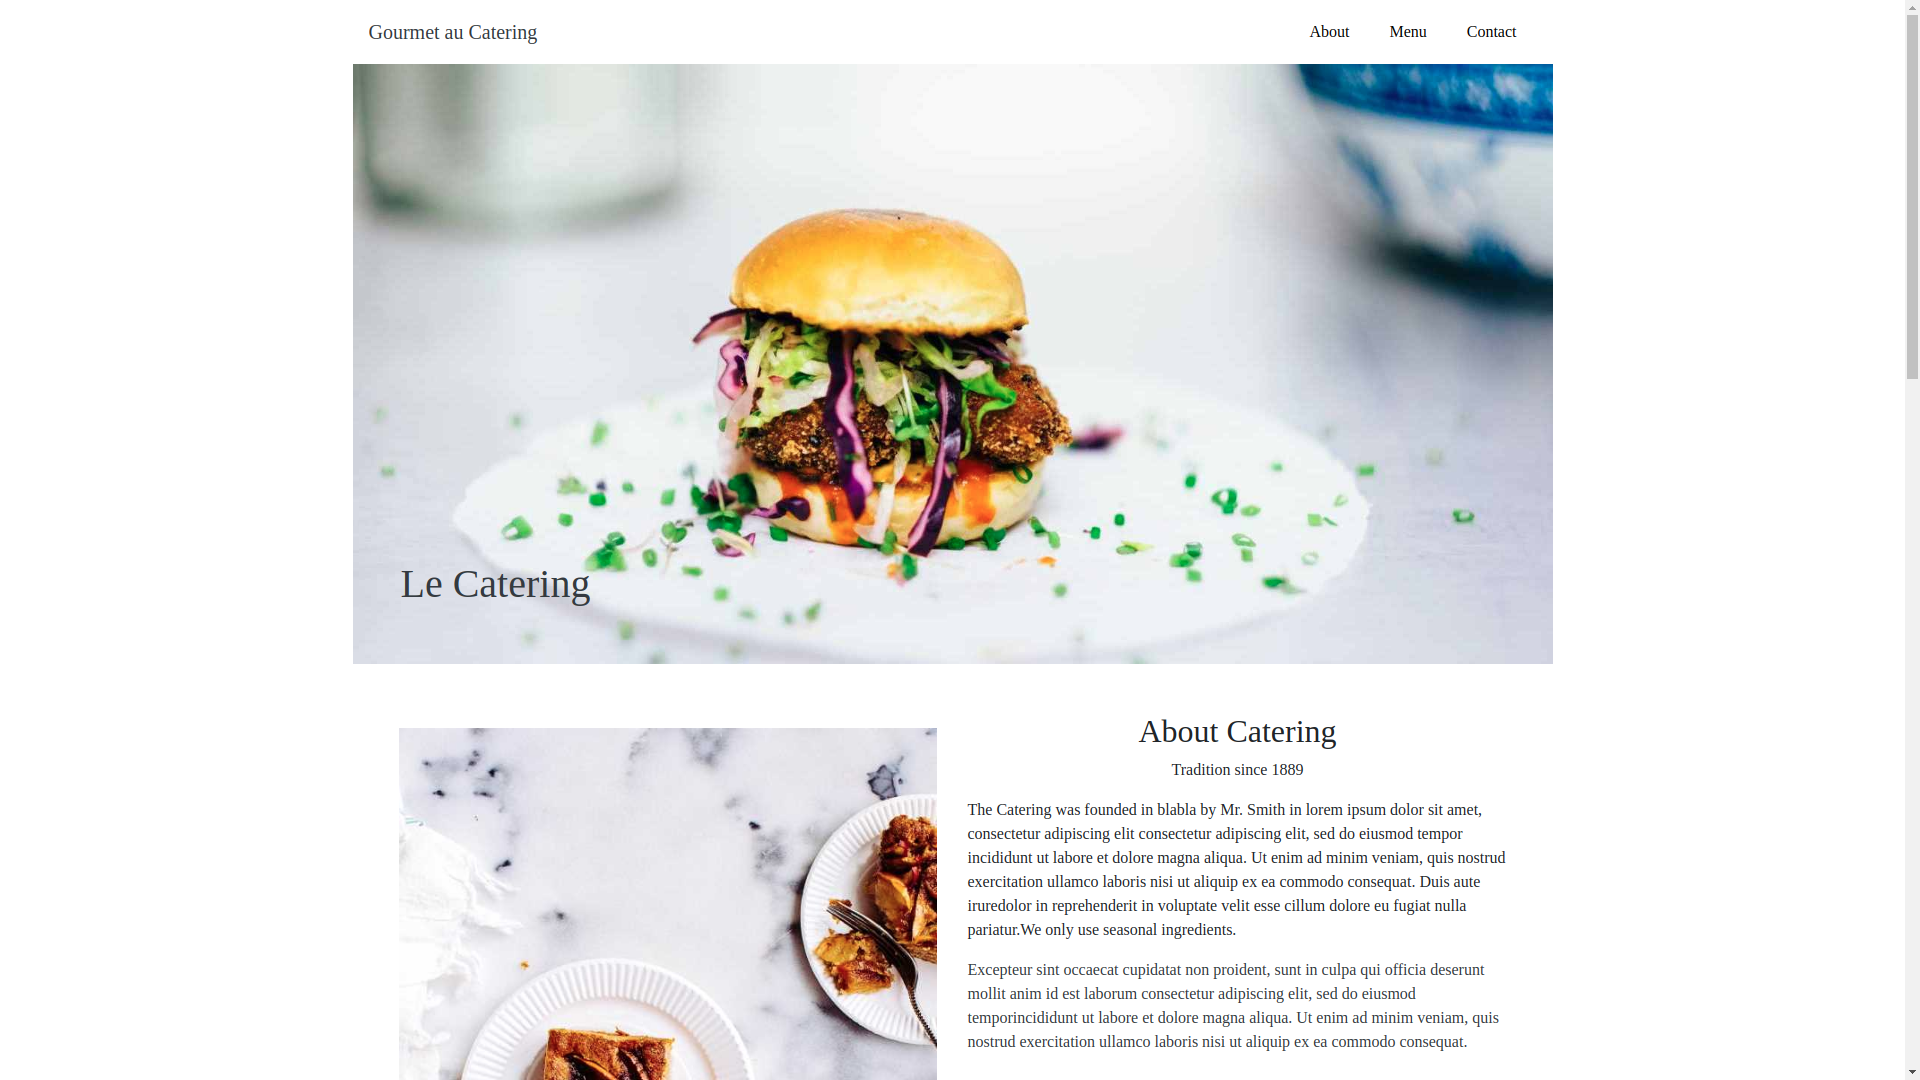 Gourmet au Catering
About Menu Contact
Le Catering
About Catering
Tradition since 1889
The Catering was founded in blabla by Mr. Smith in lorem ipsum dolor sit amet,
consectetur adipiscing elit consectetur adipiscing elit, sed do eiusmod tempor
incididunt ut labore et dolore magna aliqua. Ut enim ad minim veniam, quis nostrud
exercitation ullamco laboris nisi ut aliquip ex ea commodo consequat. Duis aute
iruredolor in reprehenderit in voluptate velit esse cillum dolore eu fugiat nulla
pariatur.We only use seasonal ingredients.
Excepteur sint occaecat cupidatat non proident, sunt in culpa qui officia deserunt
mollit anim id est laborum consectetur adipiscing elit, sed do eiusmod
temporincididunt ut labore et dolore magna aliqua. Ut enim ad minim veniam, quis
nostrud exercitation ullamco laboris nisi ut aliquip ex ea commodo consequat.